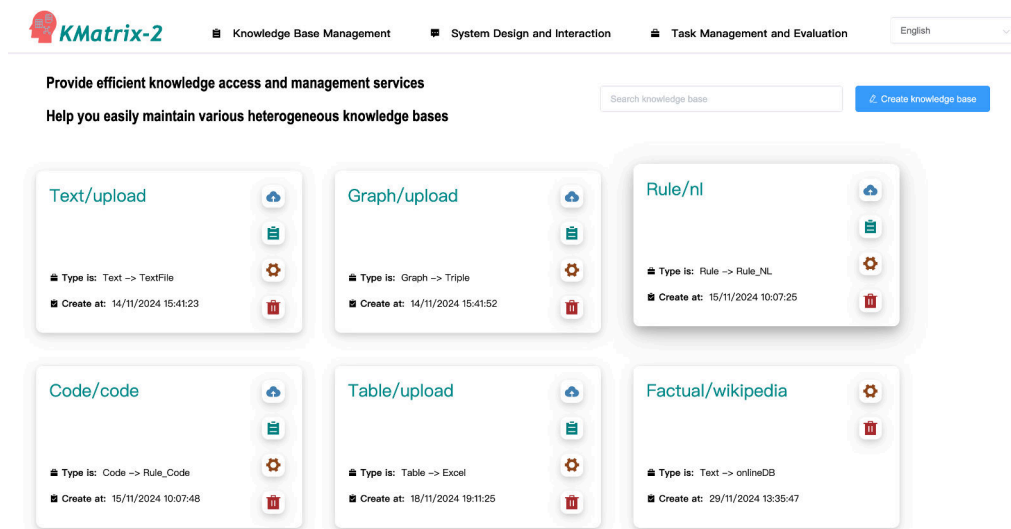 KMatrix-2
Knowledge Base Management
System Design and Interaction
Task Management and Evaluation
English
Provide efficient knowledge access and management services
Help you easily maintain various heterogeneous knowledge bases
Search knowledge base
Create knowledge base
Text/upload
Type is: Text -> TextFile
Create at: 14/11/2024 15:41:23
Graph/upload
Type is: Graph -> Triple
Create at: 14/11/2024 15:41:52
Rule/nl
Type is: Rule -> Rule_NL
Create at: 15/11/2024 10:07:25
Code/code
Type is: Code -> Rule_Code
Create at: 15/11/2024 10:07:48
Table/upload
Type is: Table -> Excel
Create at: 18/11/2024 19:11:25
Factual/wikipedia
Type is: Text -> onlineDB
Create at: 29/11/2024 13:35:47